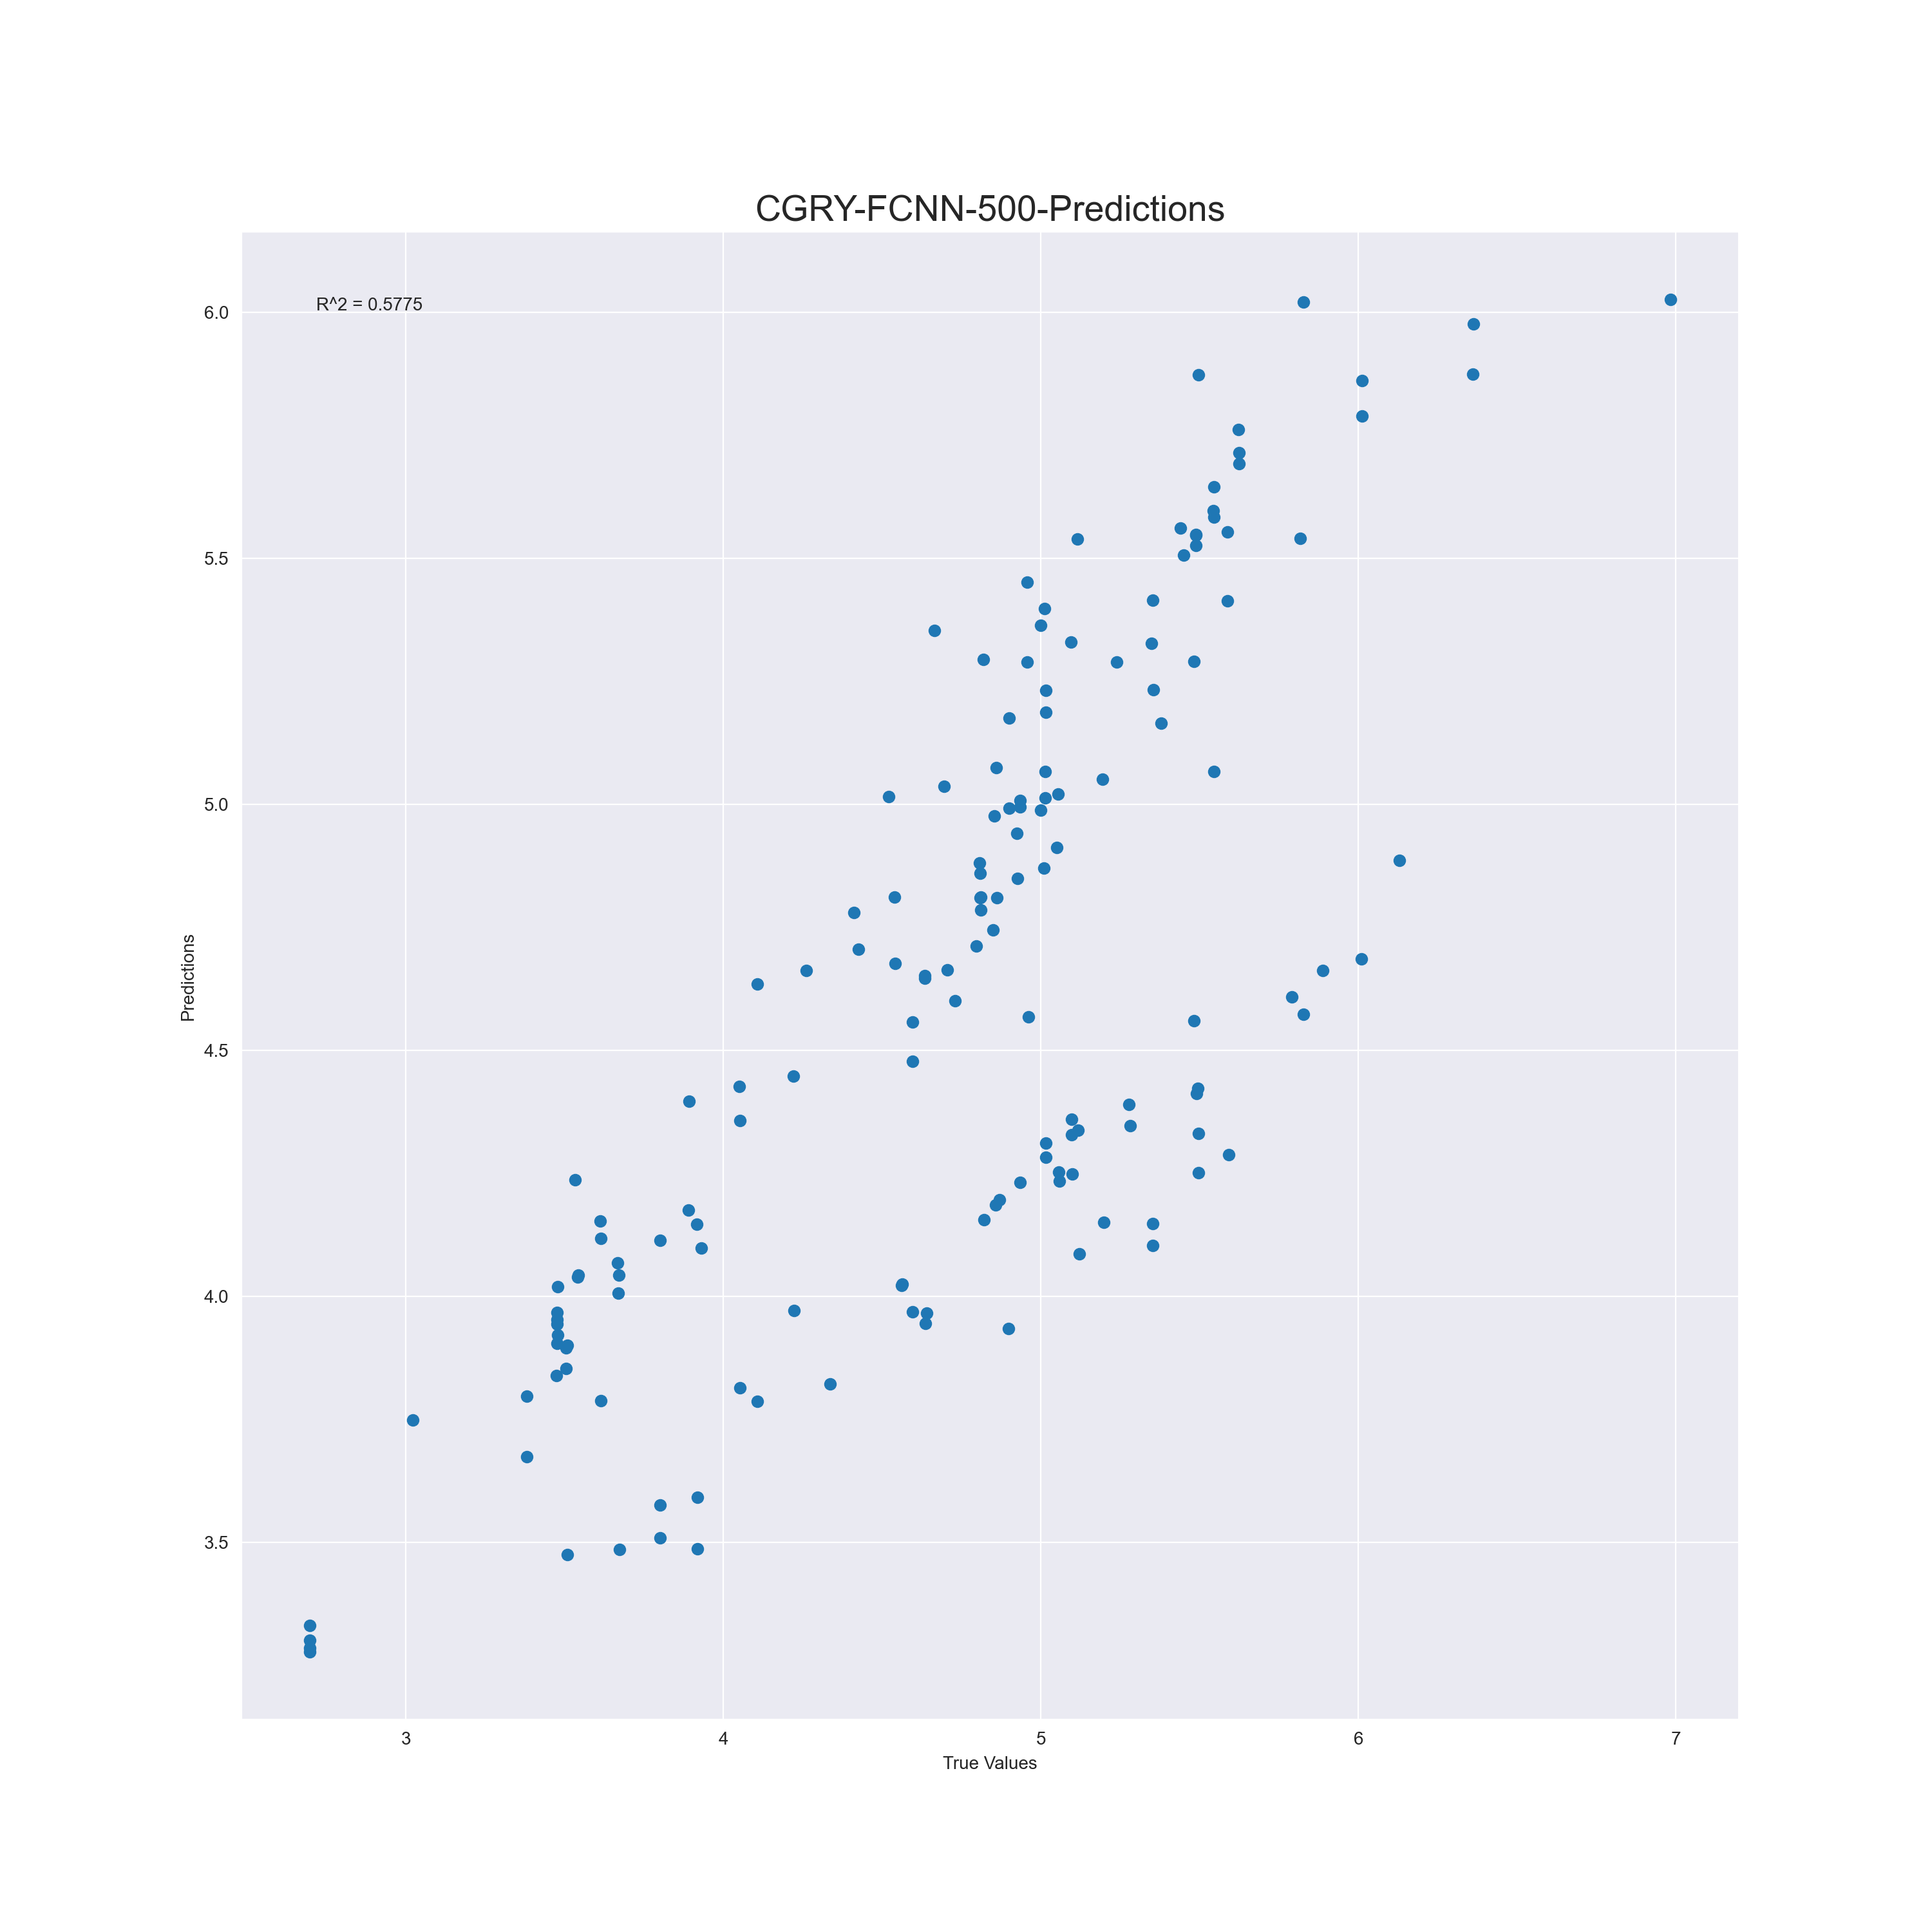 CGRY-FCNN-500-Predictions
R^2 = 0.5775
6.0
5.5
5.0
4.5
4.0
3.5
Predictions
3 4 5 6 7
True Values